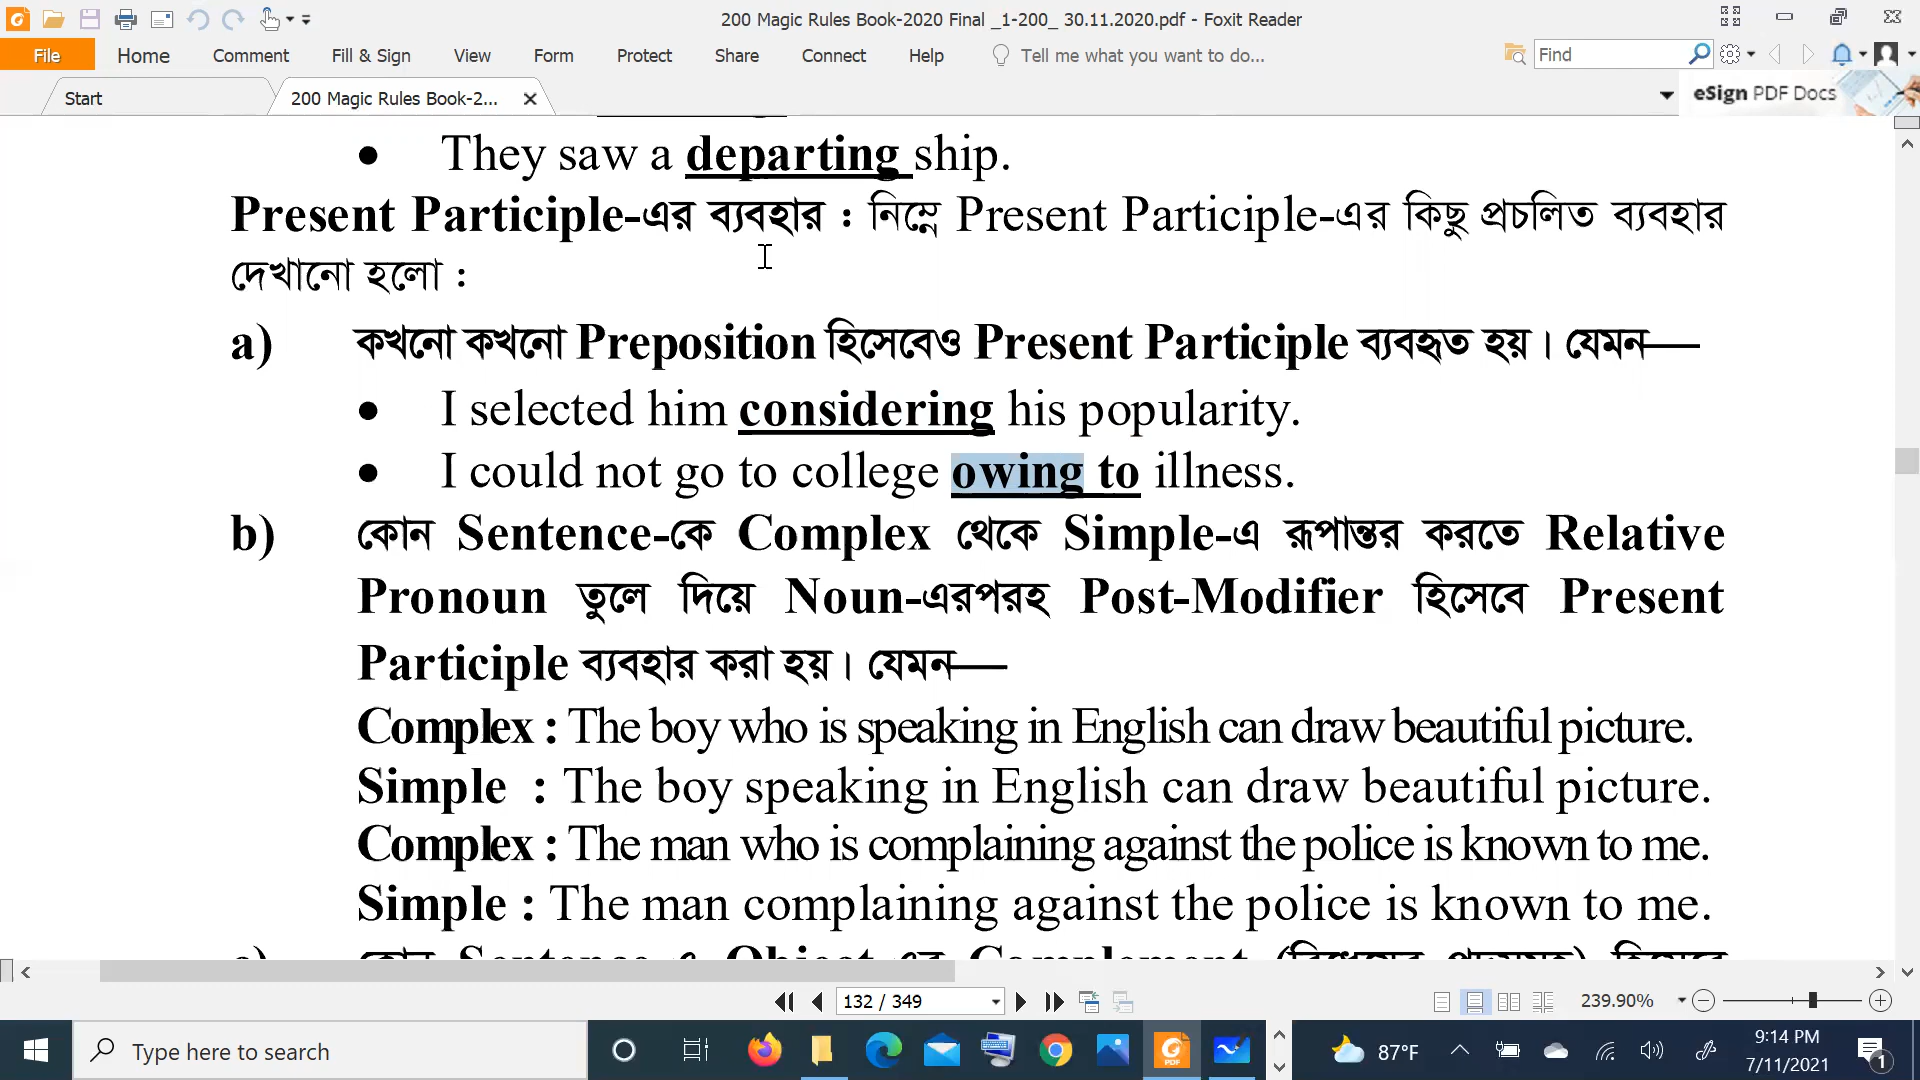 200 Magic Rules Book-2020 Final _1-200_ 30.11.2020.pdf - Foxit Reader
File Home Comment Fill & Sign View Form Protect Share Connect Help Tell me what you want to do... Find
Start 200 Magic Rules Book-2... eSign PDF Docs
• They saw a departing ship.
Present Participle-এর ব্যবহার : নিম্নে Present Participle-এর কিছু প্রচলিত ব্যবহার
দেখানো হলো :
a) কখনো কখনো Preposition হিসেবেও Present Participle ব্যবহৃত হয়। যেমন—
• I selected him considering his popularity.
• I could not go to college owing to illness.
b) কোন Sentence-কে Complex থেকে Simple-এ রূপান্তর করতে Relative
Pronoun তুলে দিয়ে Noun-এরপরহ Post-Modifier হিসেবে Present
Participle ব্যবহার করা হয়। যেমন—
Complex : The boy who is speaking in English can draw beautiful picture.
Simple : The boy speaking in English can draw beautiful picture.
Complex : The man who is complaining against the police is known to me.
Simple : The man complaining against the police is known to me.
132 / 349 239.90%
Type here to search 87°F 9:14 PM
7/11/2021 1